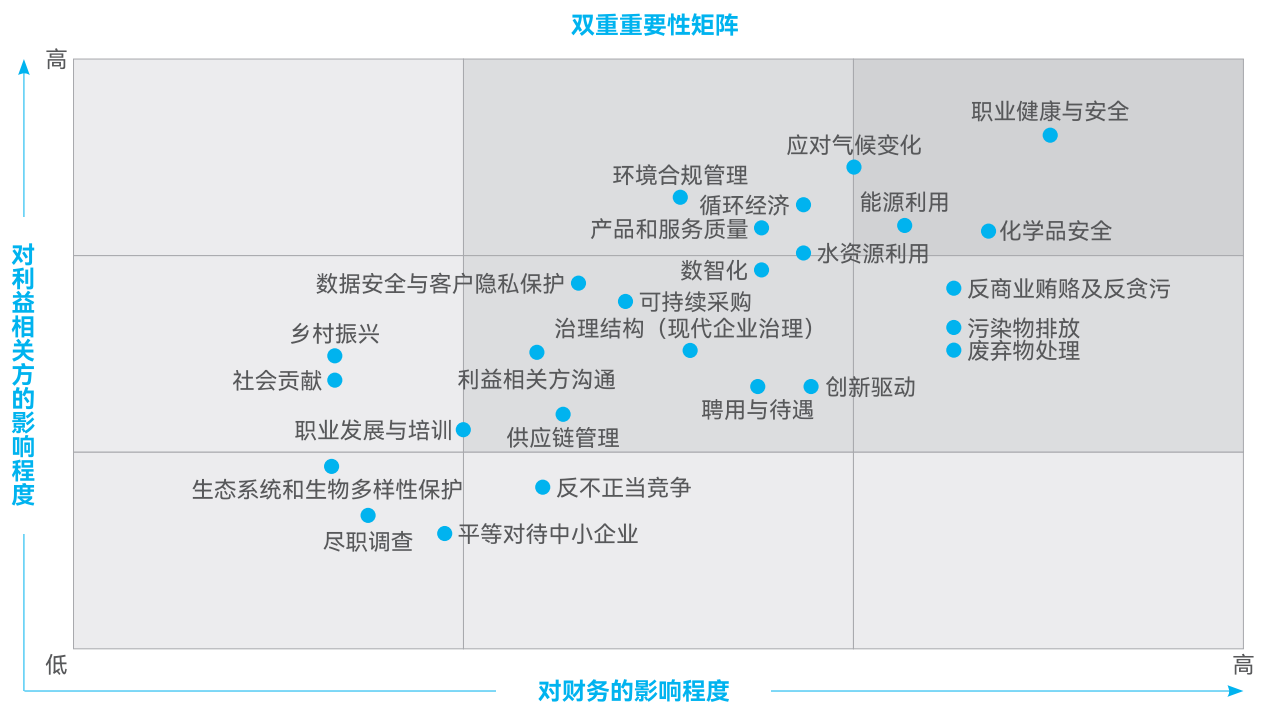 双重重要性矩阵
高
职业健康与安全
应对气候变化
环境合规管理
能源利用
循环经济
产品和服务质量
化学品安全
水资源利用
数智化
数据安全与客户隐私保护
反商业贿赂及反贪污
可持续采购
治理结构（现代企业治理）
污染物排放
乡村振兴
废弃物处理
社会贡献
利益相关方沟通
创新驱动
聘用与待遇
职业发展与培训
供应链管理
生态系统和生物多样性保护
反不正当竞争
平等对待中小企业
尽职调查
对利益相关方的影响程度
低
高
对财务的影响程度